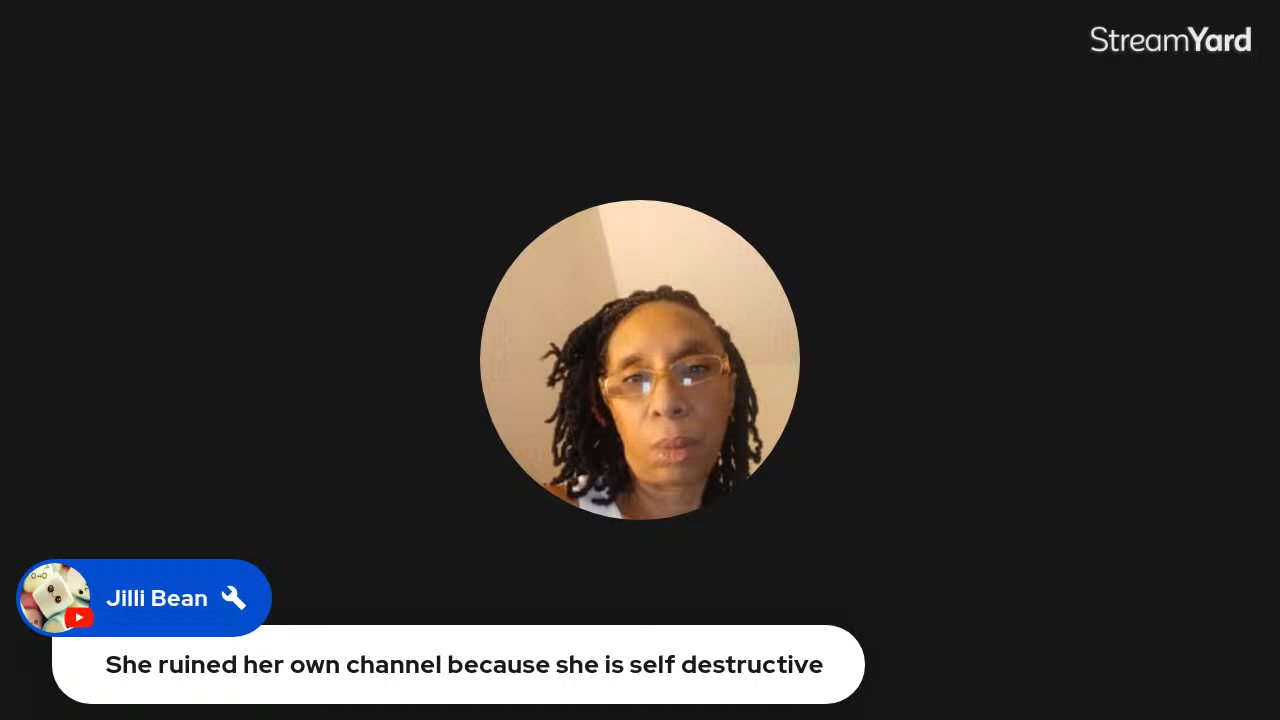 StreamYard
Jilli Bean
She ruined her own channel because she is self destructive